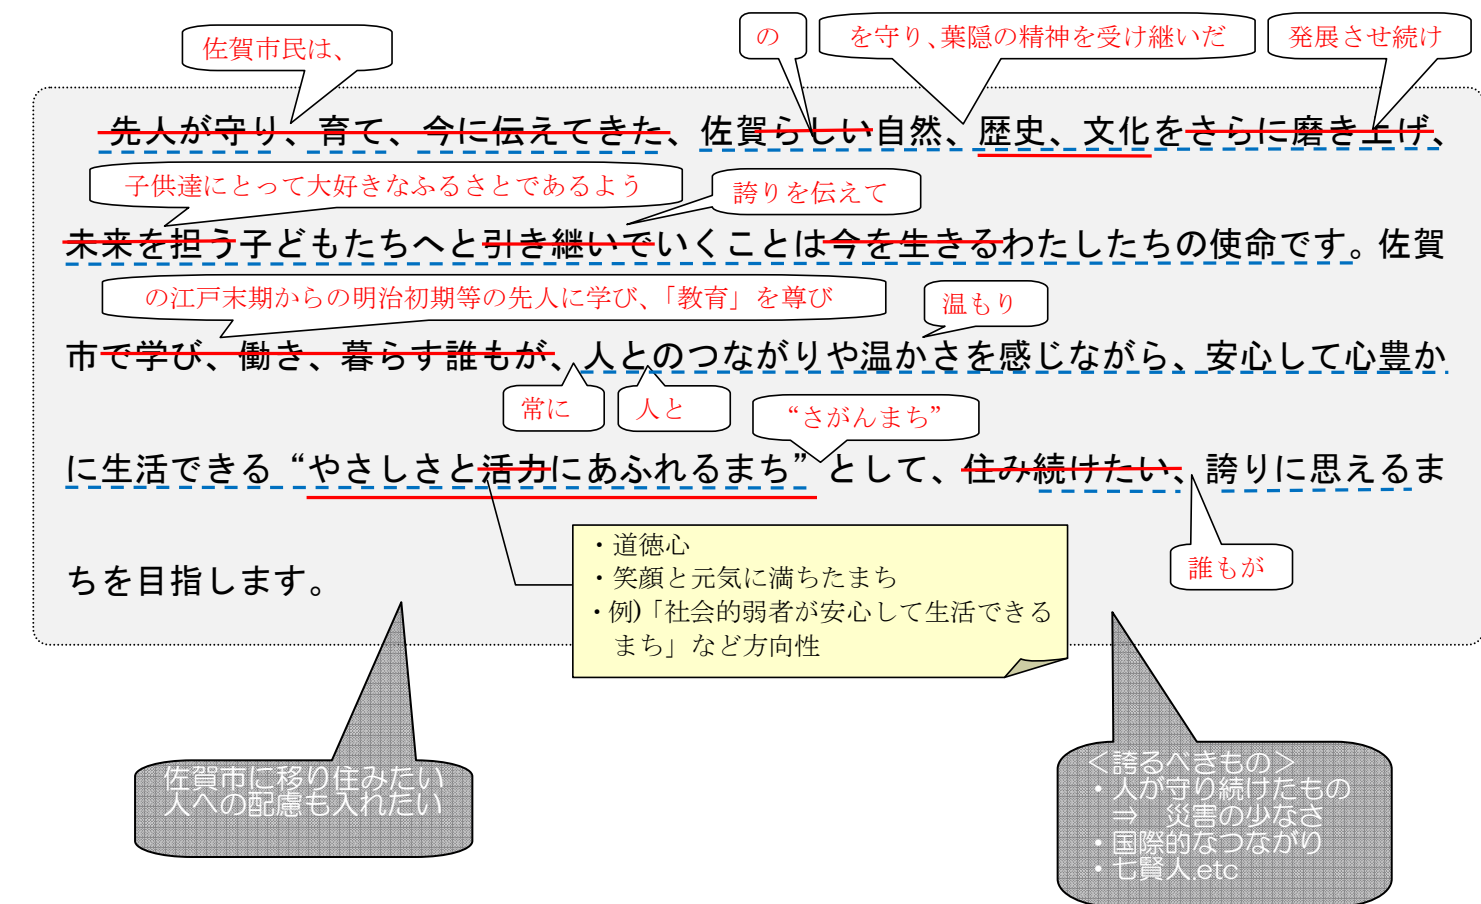 佐賀市民は、
の
を守り、葉隠の精神を受け継いだ
発展させ続け
先人が守り、育て、今に伝えてきた、佐賀らしい自然、歴史、文化をさらに磨き上げ、
子供達にとって大好きなふるさとであるよう
誇りを伝えて
未来を担う子どもたちへと引き継いでいくことは今を生きるわたしたちの使命です。佐賀
の江戸末期からの明治初期等の先人に学び、「教育」を尊び
温もり
市で学び、働き、暮らす誰もが、人とのつながりや温かさを感じながら、安心して心豊か
常に
人と
“さがんまち”
に生活できる“やさしさと活力にあふれるまち”として、住み続けたい、誇りに思えるま
誰もが
ちを目指します。
・道徳心
・笑顔と元気に満ちたまち
・例)「社会的弱者が安心して生活できる
まち」など方向性
佐賀市に移り住みたい
人への配慮も入れたい
＜誇るべきもの＞
・人が守り続けたもの
⇒　災害の少なさ
・国際的なつながり
・七賢人.etc